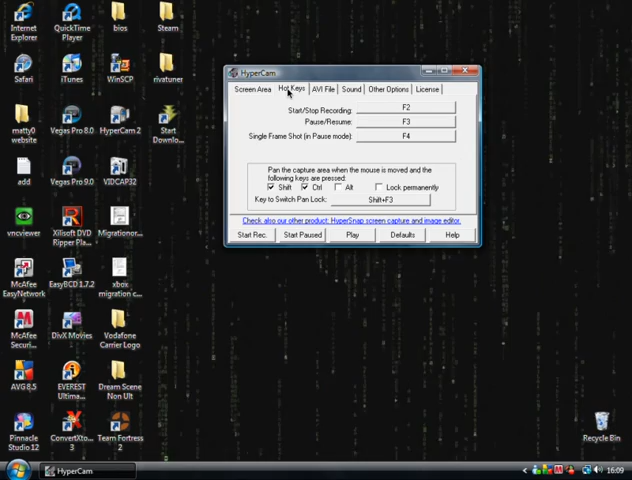 Internet Explorer
QuickTime Player
bios
Steam
Safari
iTunes
WinSCP
rivatuner
matty0 website
Vegas Pro 8.0
HyperCam 2
Start Downlo...
add
Vegas Pro 9.0
VIDCAP32
vncviewer
Xilisoft DVD Ripper Pla...
Migrationor...
McAfee EasyNetwork
EasyBCD 1.7.2
xbox migration c...
McAfee Securi...
DivX Movies
Vodafone Carrier Logo
AVG 8.5
EVEREST Ultima...
Dream Scene Non Ult
Pinnacle Studio 12
ConvertXto... 3
Team Fortress 2
Recycle Bin
HyperCam
Screen Area Hot Keys AVI File Sound Other Options License
Start/Stop Recording: F2
Pause/Resume: F3
Single Frame Shot (in Pause mode): F4
Pan the capture area when the mouse is moved and the
following keys are pressed:
Shift Ctrl Alt Lock permanently
Key to Switch Pan Lock: Shift+F3
Check also our other product: HyperSnap screen capture and image editor.
Start Rec. Start Paused Play Defaults Help
HyperCam
16:09